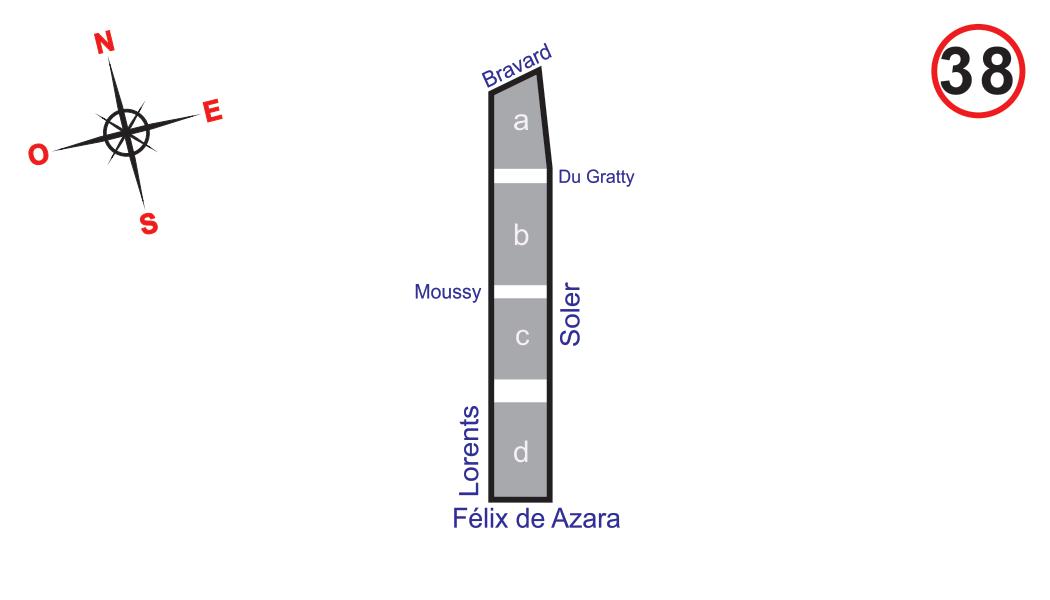 N
E
O
S
38
Bravard
a
Du Gratty
b
Moussy
Soler
c
Lorents
d
Félix de Azara